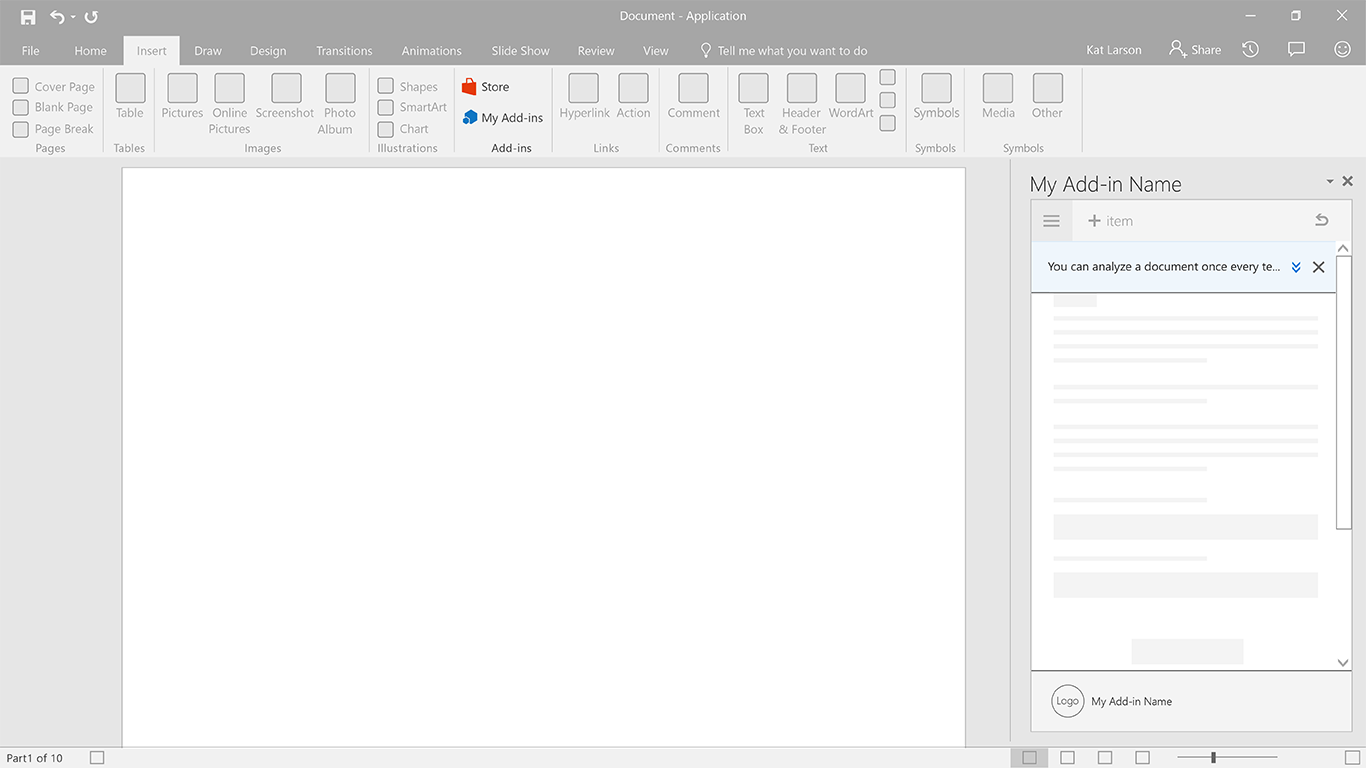 Document - Application
File Home Insert Draw Design Transitions Animations Slide Show Review View Tell me what you want to do Kat Larson Share
Cover Page
Blank Page
Page Break
Pages
Table
Tables
Pictures
Online
Pictures
Screenshot
Photo
Album
Images
Shapes
SmartArt
Chart
Illustrations
Store
My Add-ins
Add-ins
Hyperlink
Action
Links
Comment
Comments
Text
Box
Header
& Footer
WordArt
Text
Symbols
Symbols
Media
Other
Symbols
My Add-in Name
+ item
You can analyze a document once every te...
Logo
My Add-in Name
Part1 of 10